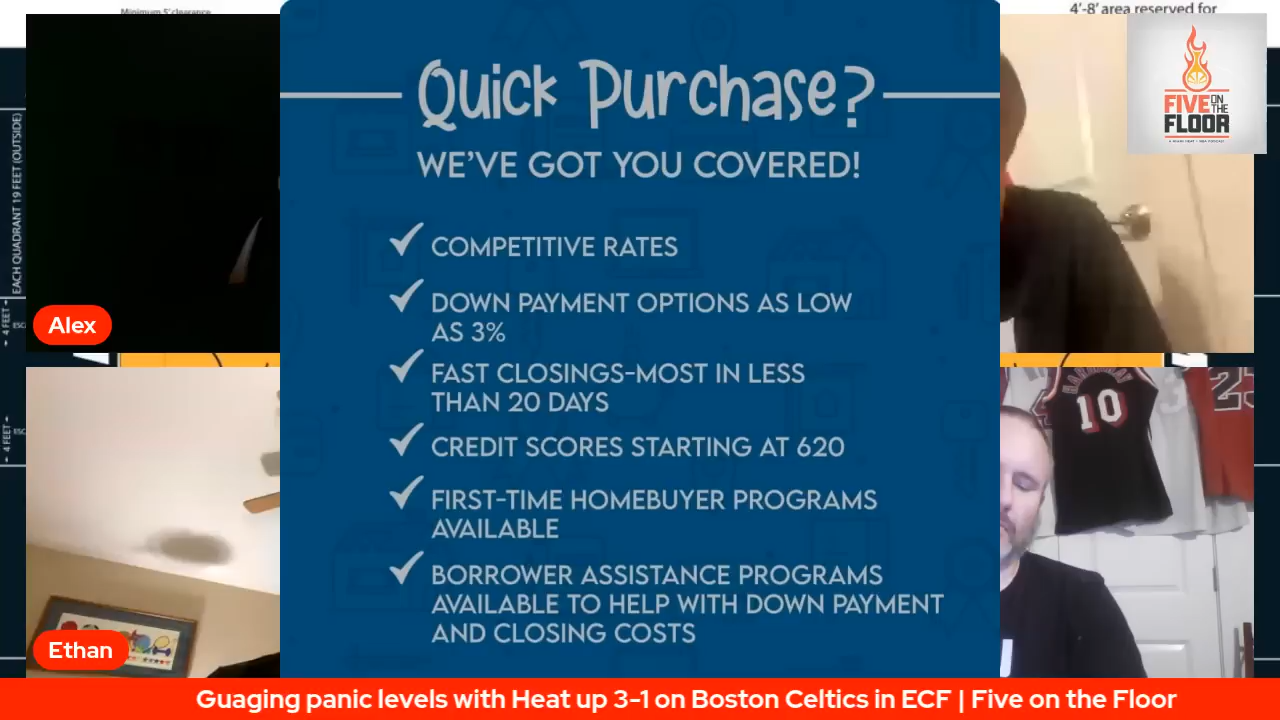 Minimum 5' clearance
4'-8' area reserved for
EACH QUADRANT 19 FEET (OUTSIDE)
4 FEET
4 FEET
Quick Purchase?
WE'VE GOT YOU COVERED!
COMPETITIVE RATES
DOWN PAYMENT OPTIONS AS LOW
AS 3%
FAST CLOSINGS-MOST IN LESS
THAN 20 DAYS
CREDIT SCORES STARTING AT 620
FIRST-TIME HOMEBUYER PROGRAMS
AVAILABLE
BORROWER ASSISTANCE PROGRAMS
AVAILABLE TO HELP WITH DOWN PAYMENT
AND CLOSING COSTS
FIVE ON THE
FLOOR
Alex
Ethan
HARDAWAY
10
23
Guaging panic levels with Heat up 3-1 on Boston Celtics in ECF | Five on the Floor